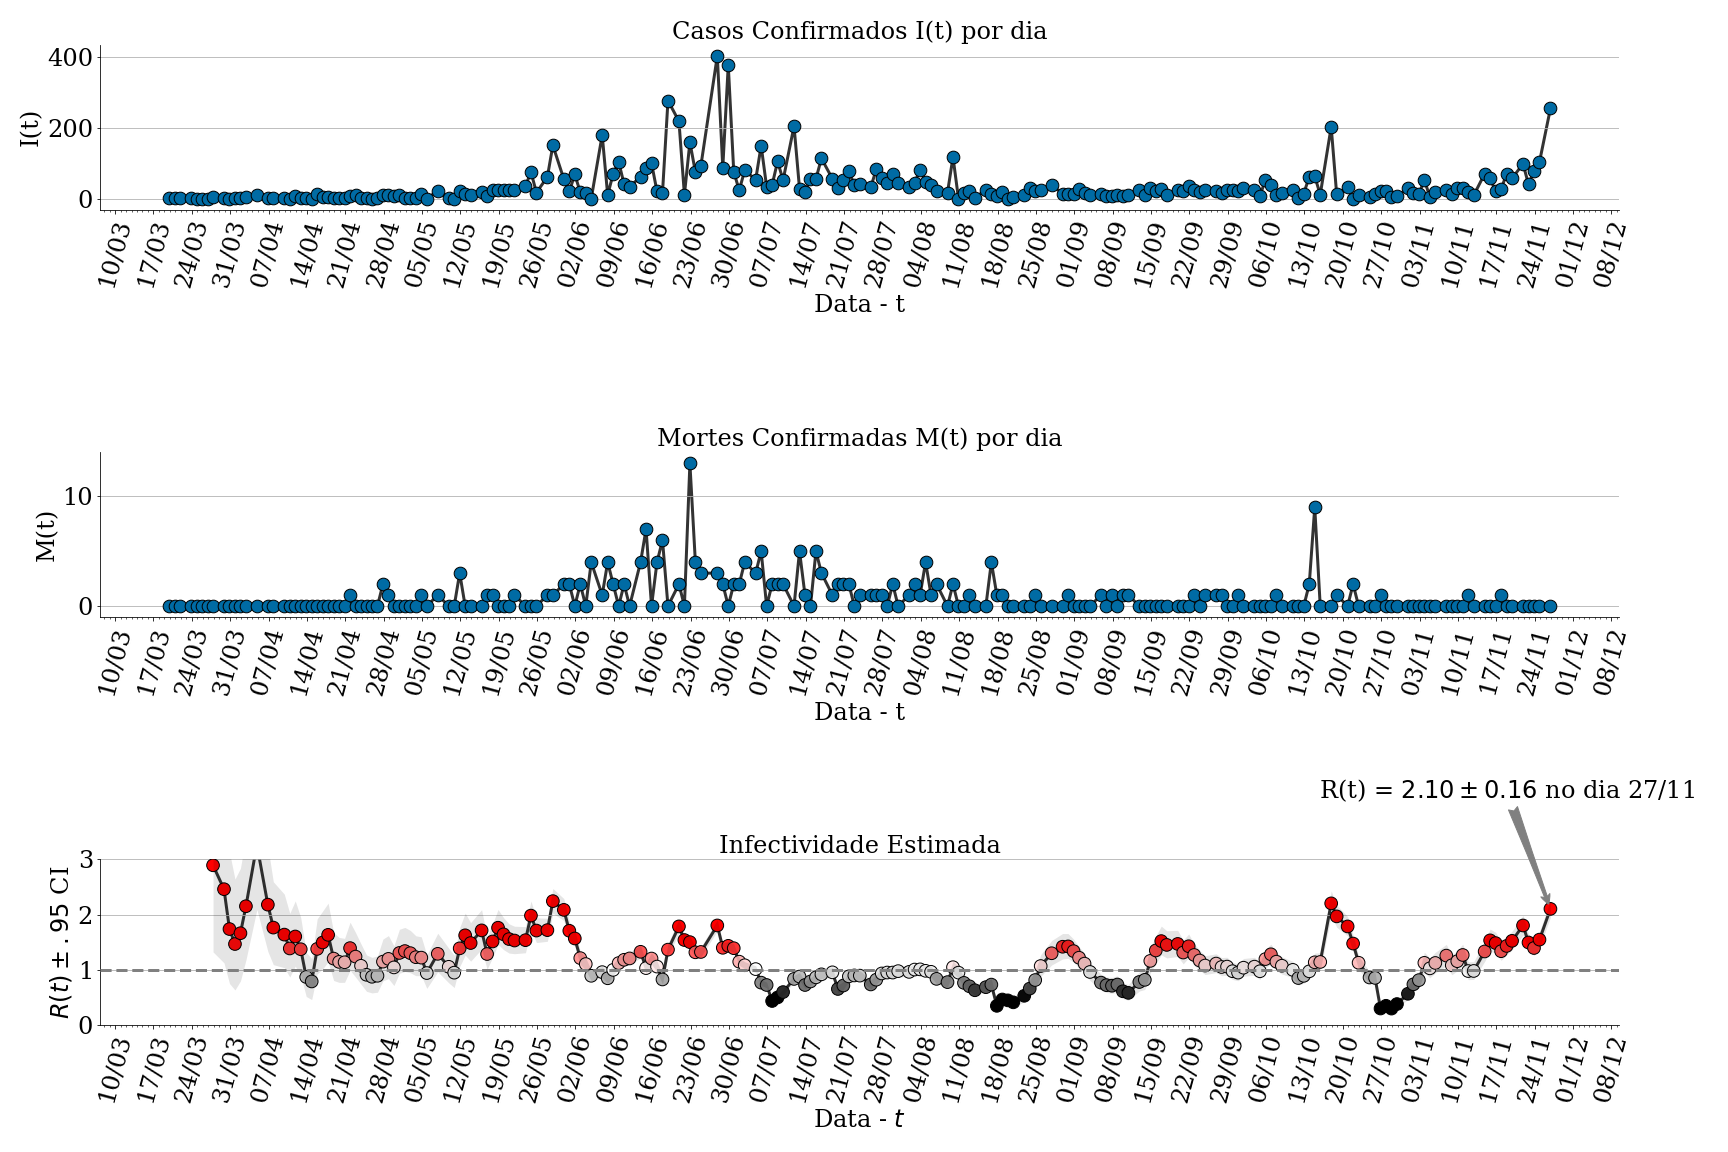 Casos Confirmados I(t) por dia
I(t)
400
200
0
10/03 17/03 24/03 31/03 07/04 14/04 21/04 28/04 05/05 12/05 19/05 26/05 02/06 09/06 16/06 23/06 30/06 07/07 14/07 21/07 28/07 04/08 11/08 18/08 25/08 01/09 08/09 15/09 22/09 29/09 06/10 13/10 20/10 27/10 03/11 10/11 17/11 24/11 01/12 08/12
Data - t
Mortes Confirmadas M(t) por dia
M(t)
10
0
10/03 17/03 24/03 31/03 07/04 14/04 21/04 28/04 05/05 12/05 19/05 26/05 02/06 09/06 16/06 23/06 30/06 07/07 14/07 21/07 28/07 04/08 11/08 18/08 25/08 01/09 08/09 15/09 22/09 29/09 06/10 13/10 20/10 27/10 03/11 10/11 17/11 24/11 01/12 08/12
Data - t
R(t) = 2.10 ± 0.16 no dia 27/11
Infectividade Estimada
R(t) ± .95 CI
3
2
1
0
10/03 17/03 24/03 31/03 07/04 14/04 21/04 28/04 05/05 12/05 19/05 26/05 02/06 09/06 16/06 23/06 30/06 07/07 14/07 21/07 28/07 04/08 11/08 18/08 25/08 01/09 08/09 15/09 22/09 29/09 06/10 13/10 20/10 27/10 03/11 10/11 17/11 24/11 01/12 08/12
Data - t